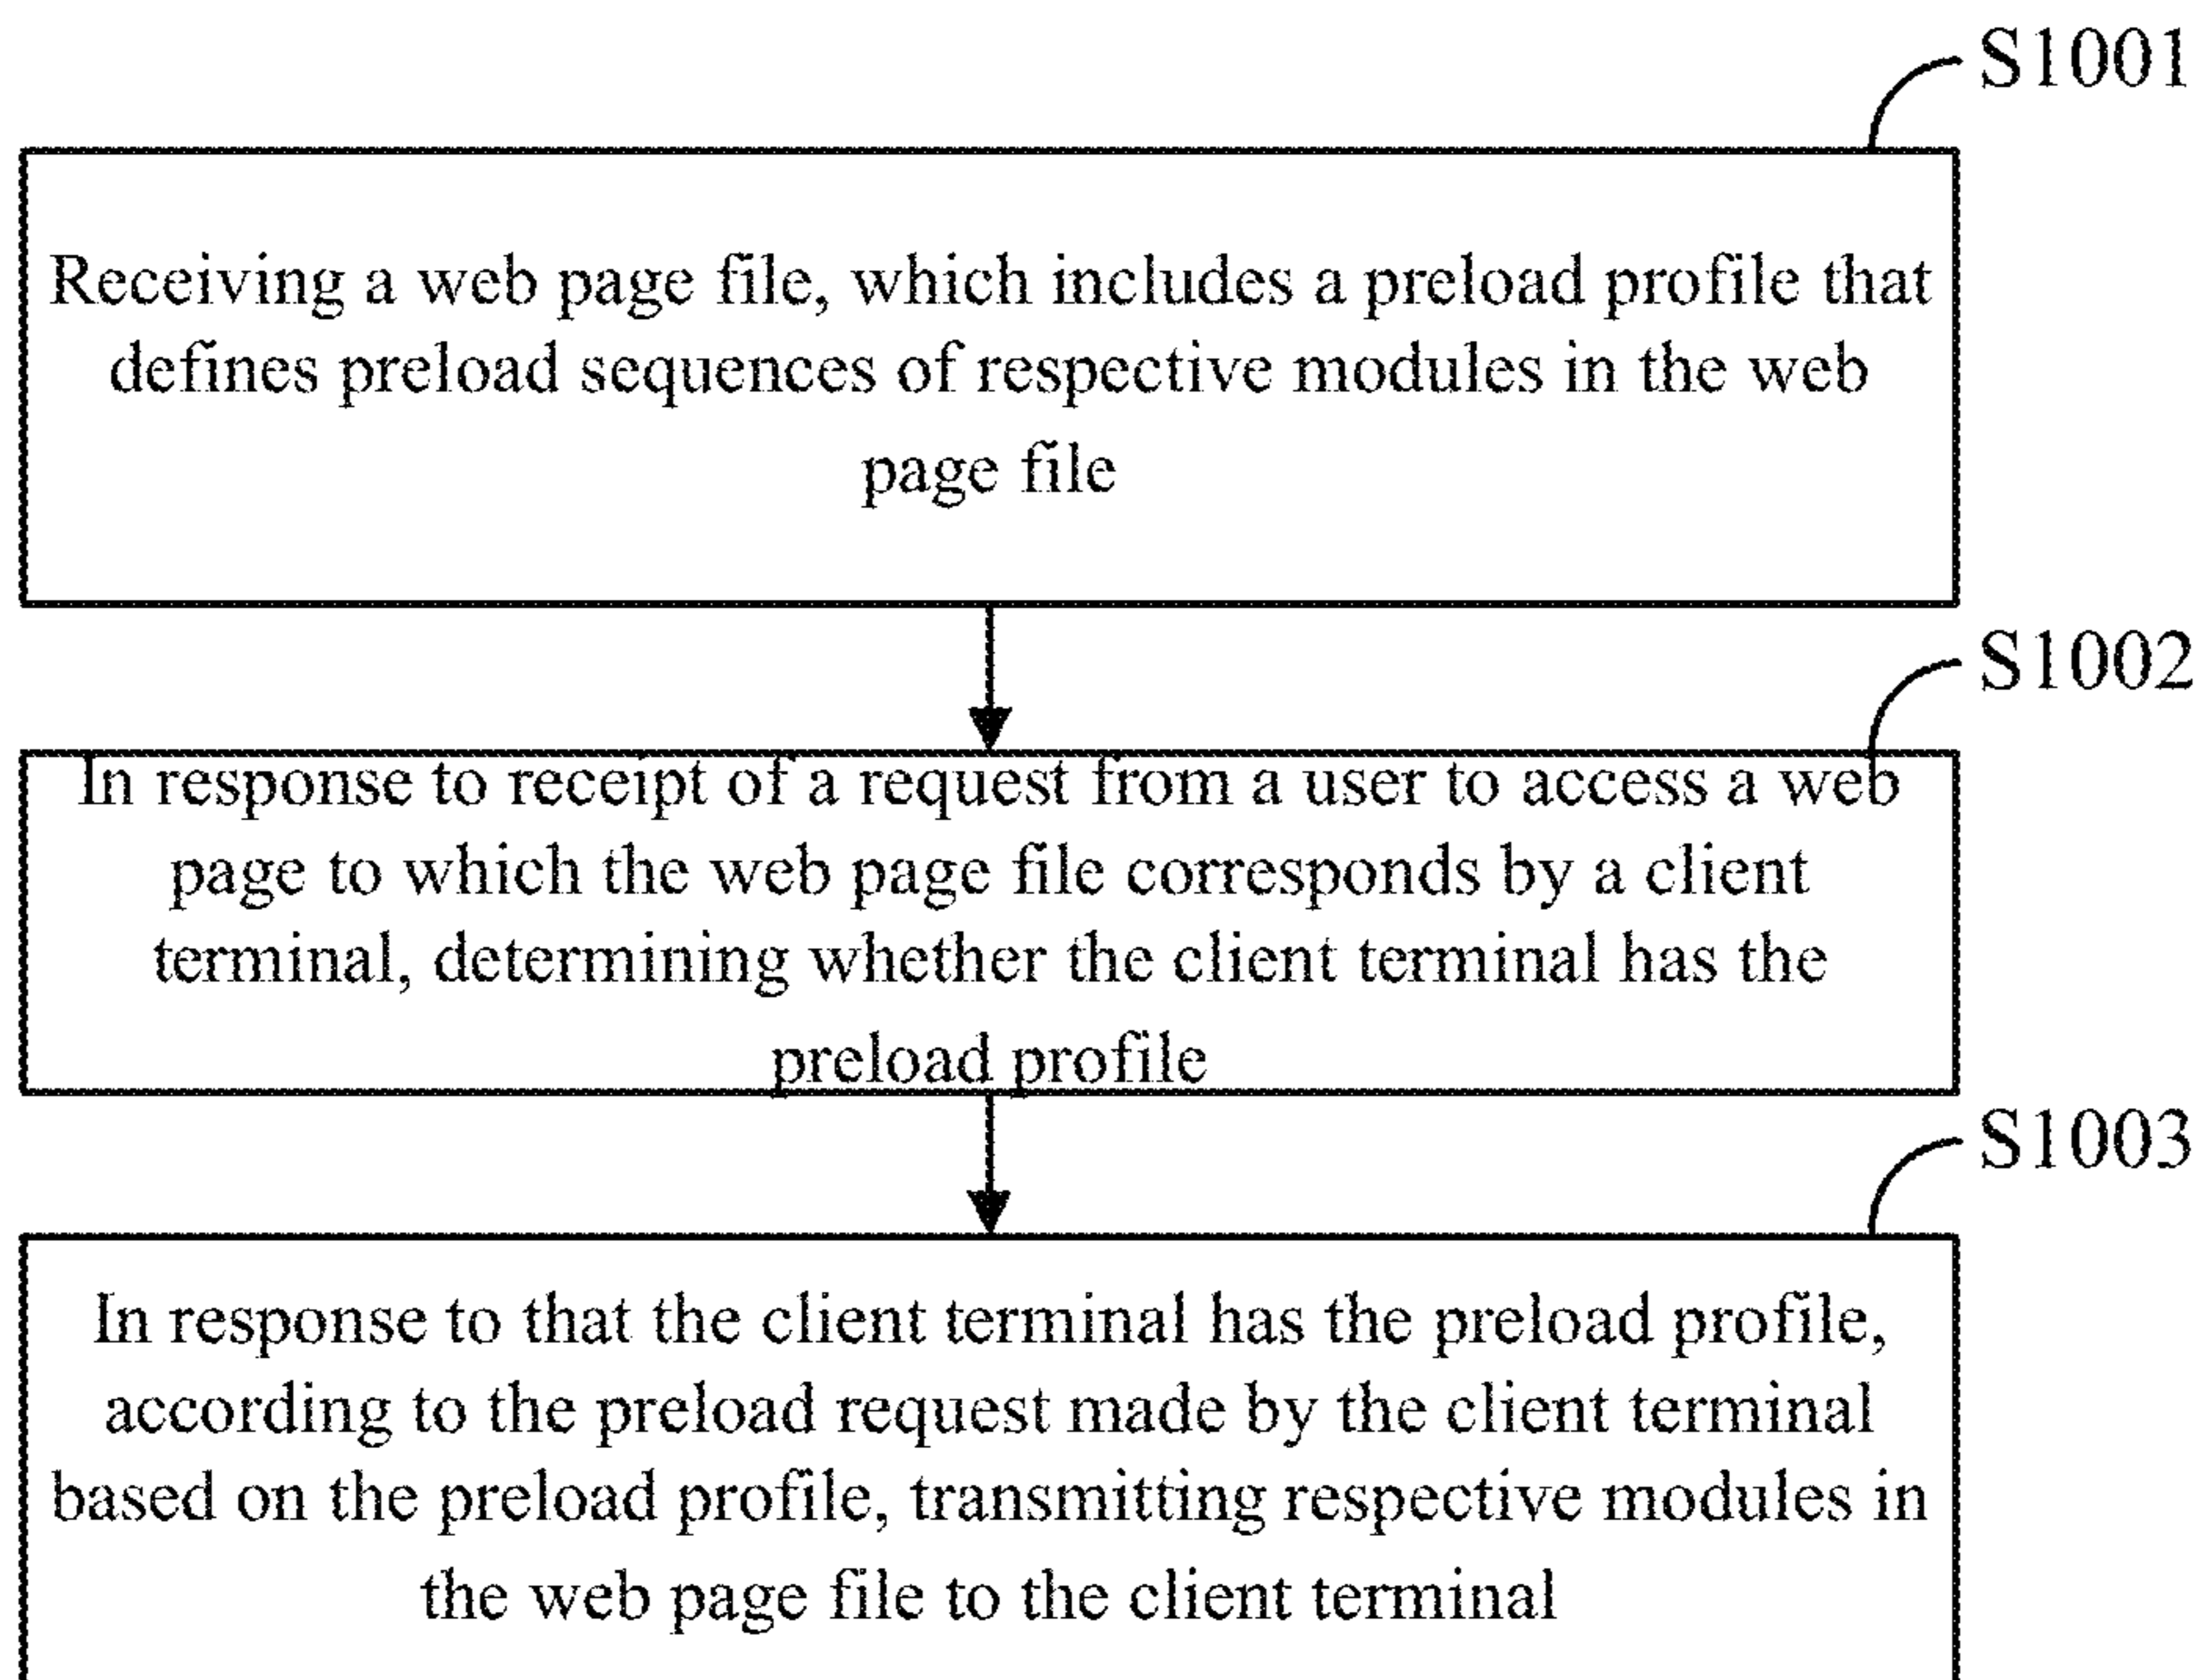 S1001
Receiving a web page file, which includes a preload profile that
defines preload sequences of respective modules in the web
page file
S1002
In response to receipt of a request from a user to access a web
page to which the web page file corresponds by a client
terminal, determining whether the client terminal has the
preload profile
S1003
In response to that the client terminal has the preload profile,
according to the preload request made by the client terminal
based on the preload profile, transmitting respective modules in
the web page file to the client terminal